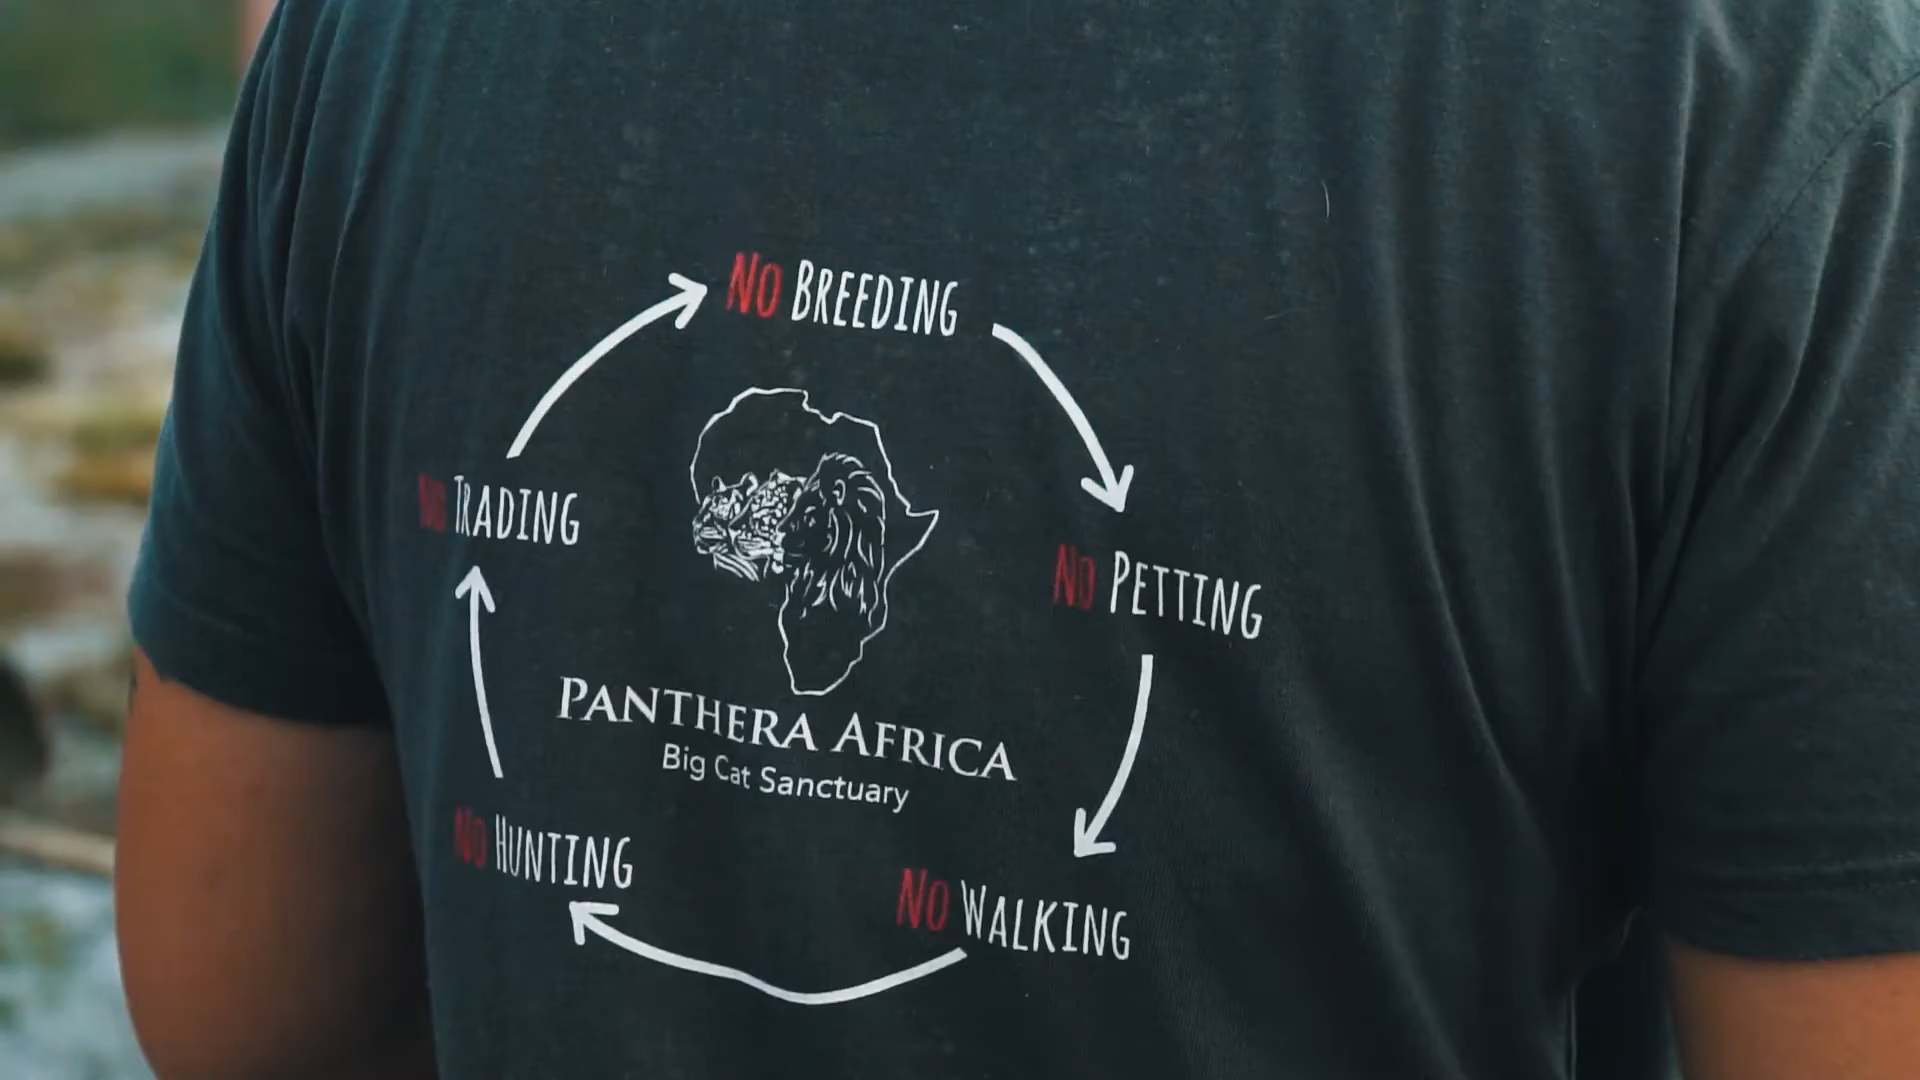 No Breeding
No Trading
No Petting
Panthera Africa
Big Cat Sanctuary
No Hunting
No Walking